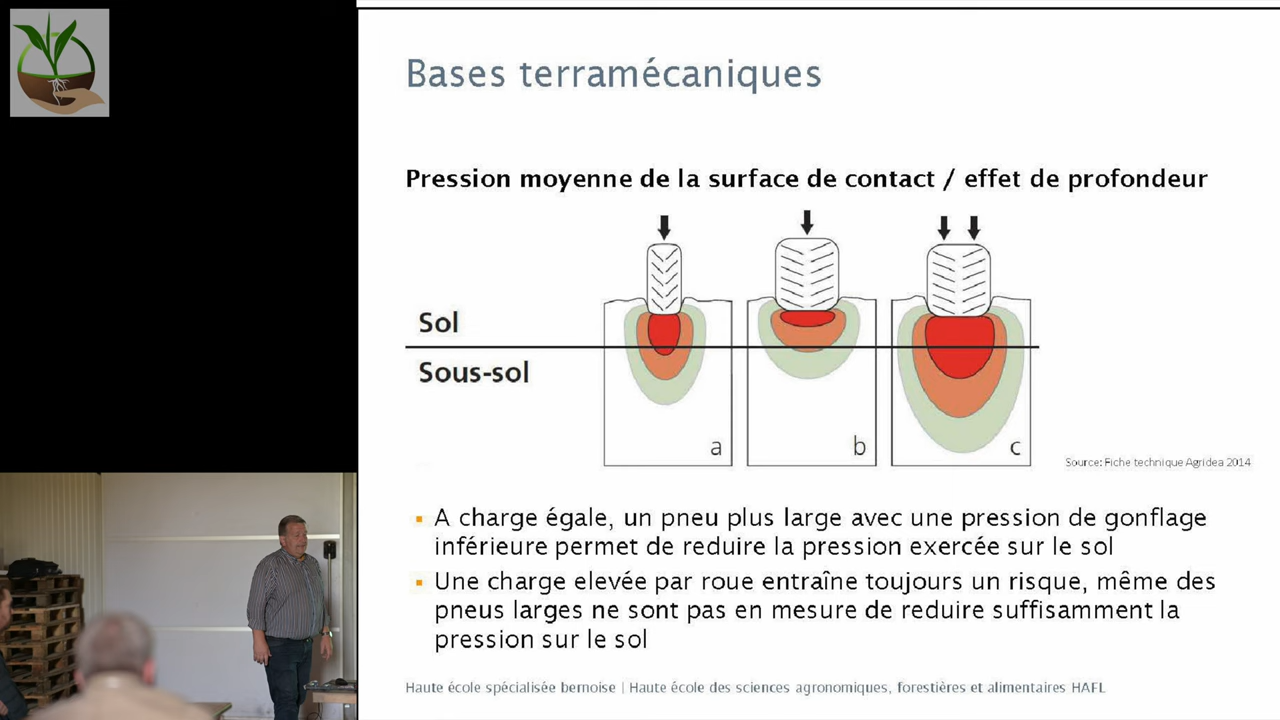 Bases terramécaniques
Pression moyenne de la surface de contact / effet de profondeur
Sol
Sous-sol
a
b
c
Source: Fiche technique Agridea 2014
A charge égale, un pneu plus large avec une pression de gonflage
inférieure permet de reduire la pression exercée sur le sol
Une charge elevée par roue entraîne toujours un risque, même des
pneus larges ne sont pas en mesure de reduire suffisamment la
pression sur le sol
Haute école spécialisée bernoise | Haute école des sciences agronomiques, forestières et alimentaires HAFL